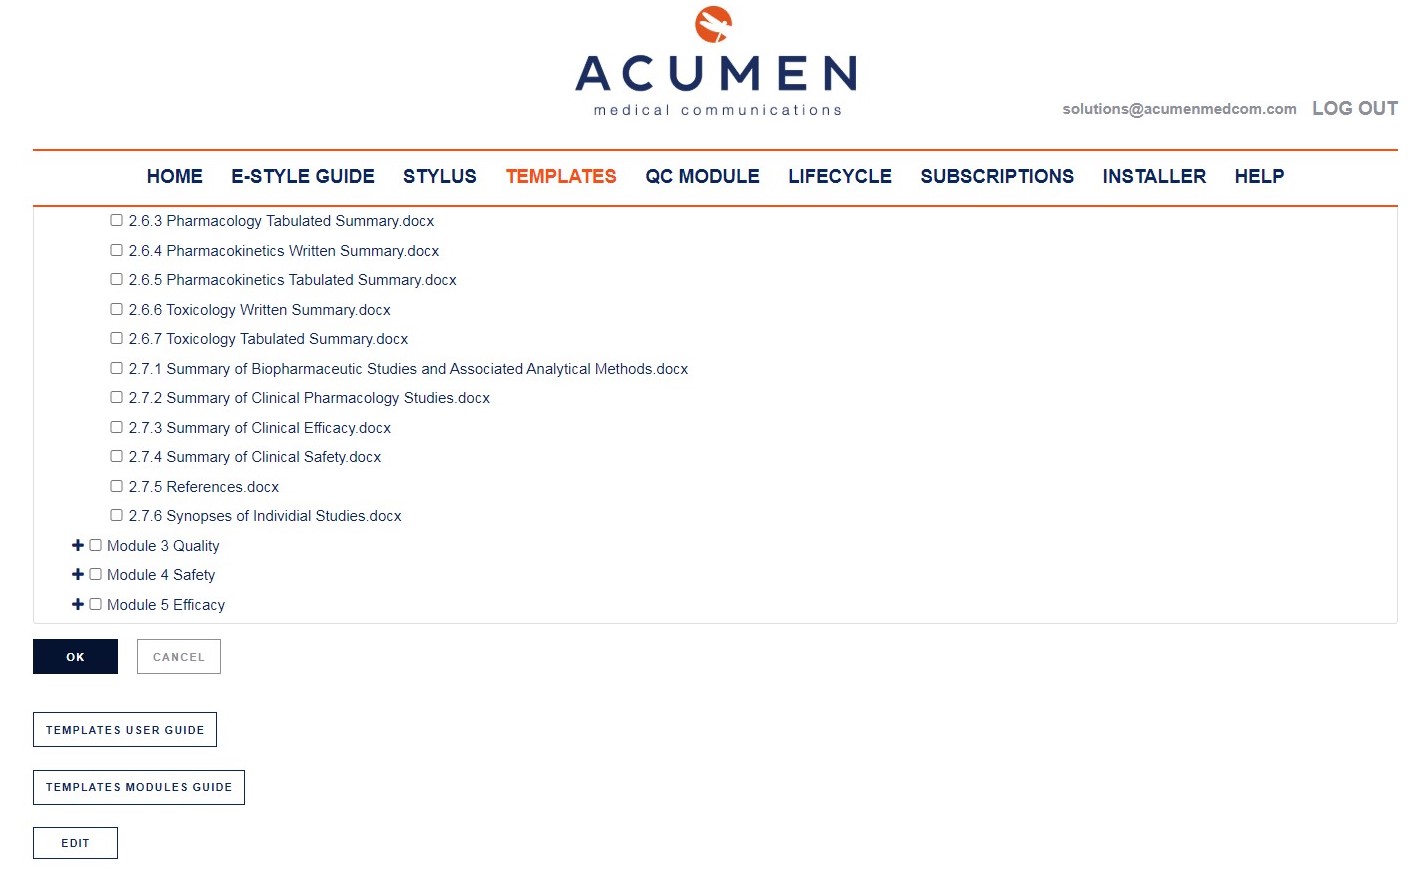 ACUMEN
medical communications
solutions@acumenmedcom.com LOG OUT
HOME E-STYLE GUIDE STYLUS TEMPLATES QC MODULE LIFECYCLE SUBSCRIPTIONS INSTALLER HELP
2.6.3 Pharmacology Tabulated Summary.docx
2.6.4 Pharmacokinetics Written Summary.docx
2.6.5 Pharmacokinetics Tabulated Summary.docx
2.6.6 Toxicology Written Summary.docx
2.6.7 Toxicology Tabulated Summary.docx
2.7.1 Summary of Biopharmaceutic Studies and Associated Analytical Methods.docx
2.7.2 Summary of Clinical Pharmacology Studies.docx
2.7.3 Summary of Clinical Efficacy.docx
2.7.4 Summary of Clinical Safety.docx
2.7.5 References.docx
2.7.6 Synopses of Individial Studies.docx
Module 3 Quality
Module 4 Safety
Module 5 Efficacy
OK CANCEL
TEMPLATES USER GUIDE
TEMPLATES MODULES GUIDE
EDIT